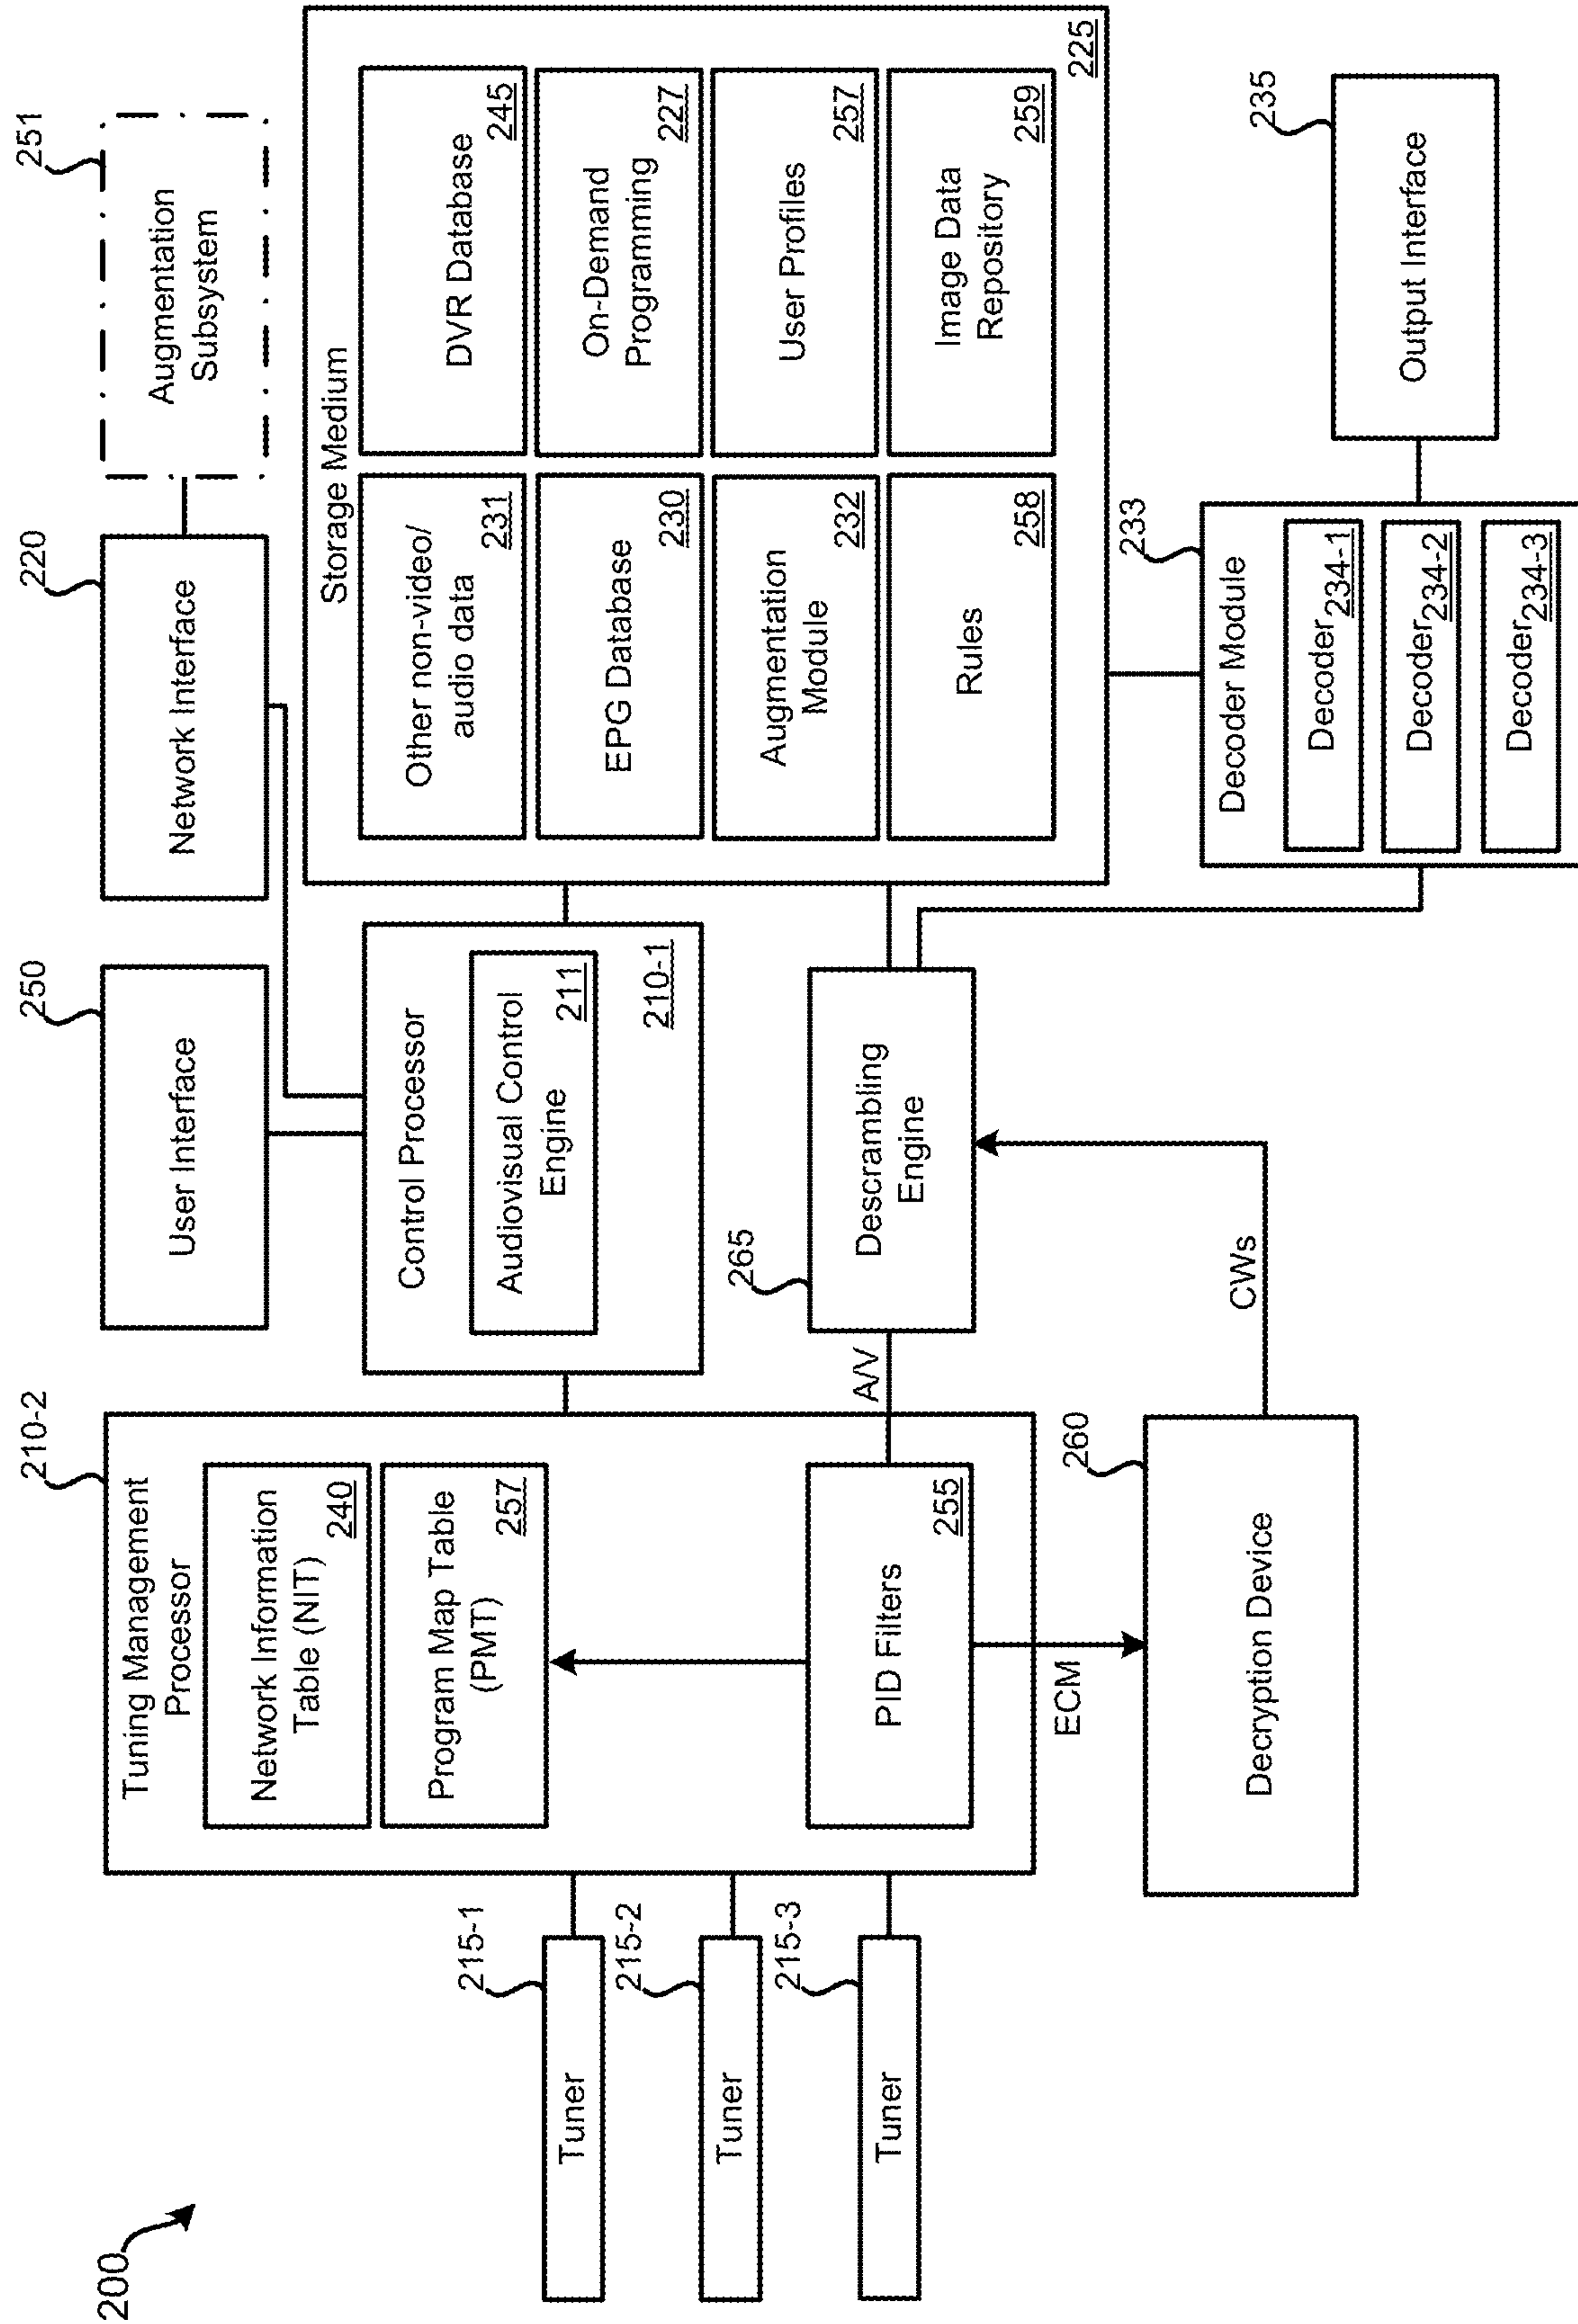 200
215-1
Tuner
215-2
Tuner
215-3
Tuner
210-2
Tuning Management
Processor
Network Information
Table (NIT)
240
Program Map Table
(PMT)
257
PID Filters
255
ECM
A/V
260
Decryption Device
CWs
250
User Interface
220
Network Interface
251
Augmentation
Subsystem
Control Processor
Audiovisual Control
Engine
211
210-1
265
Descrambling
Engine
Storage Medium
Other non-video/
audio data
231
DVR Database
245
EPG Database
230
On-Demand
Programming
227
Augmentation
Module
232
User Profiles
257
Rules
258
Image Data
Repository
259
225
233
Decoder Module
Decoder
234-1
Decoder
234-2
Decoder
234-3
235
Output Interface